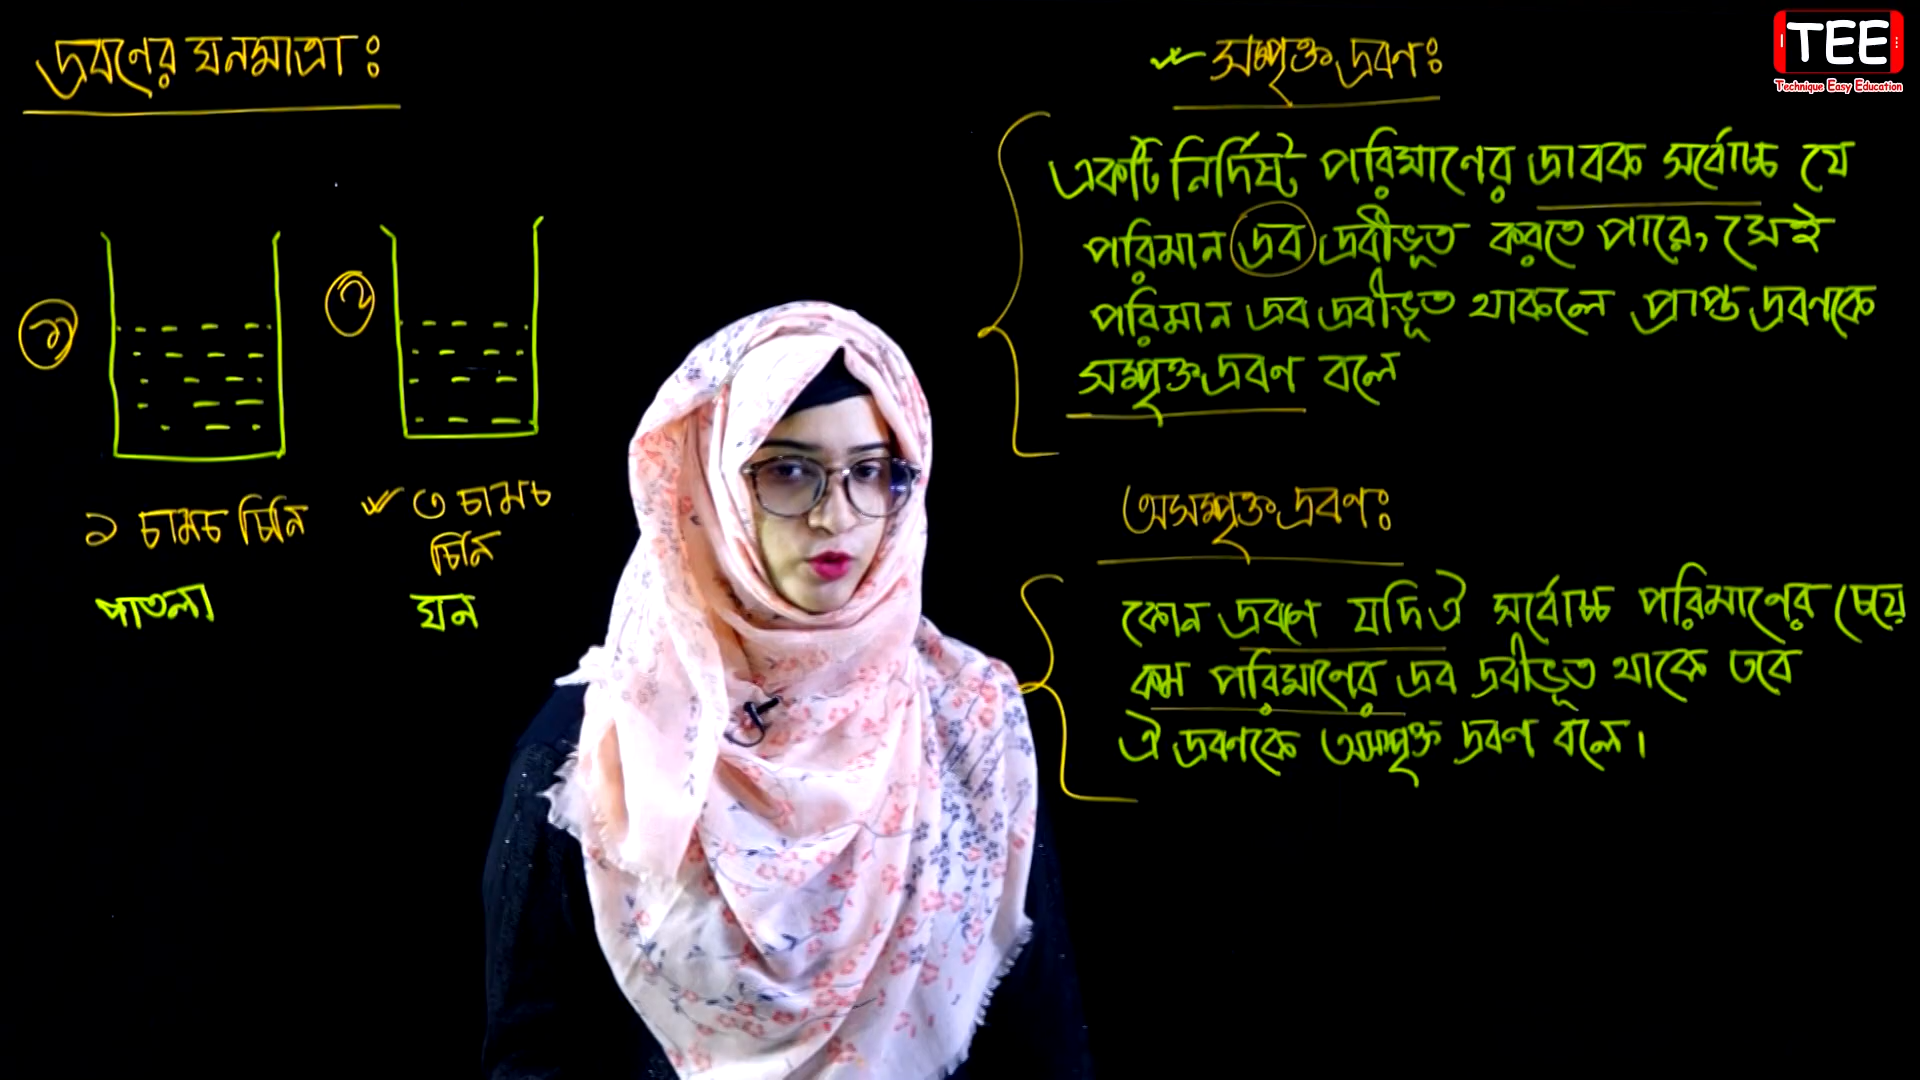 দ্রবণের ঘনমাত্রা ঃ
১
২
১ চামচ চিনি
পাতলা
৩ চামচ
চিনি
ঘন
সম্পৃক্ত দ্রবণ ঃ
একটি নির্দিষ্ট পরিমাণের দ্রাবক সর্বোচ্চ যে
পরিমান দ্রব দ্রবীভূত করতে পারে, সেই
পরিমান দ্রব দ্রবীভূত থাকলে প্রাপ্ত দ্রবণকে
সম্পৃক্ত দ্রবণ বলে
অসম্পৃক্ত দ্রবণ ঃ
কোন দ্রবণে যদি ঐ সর্বোচ্চ পরিমাণের চেয়ে
কম পরিমাণের দ্রব দ্রবীভূত থাকে তবে
ঐ দ্রবণকে অসম্পৃক্ত দ্রবণ বলে।
TEE
Technique Easy Education